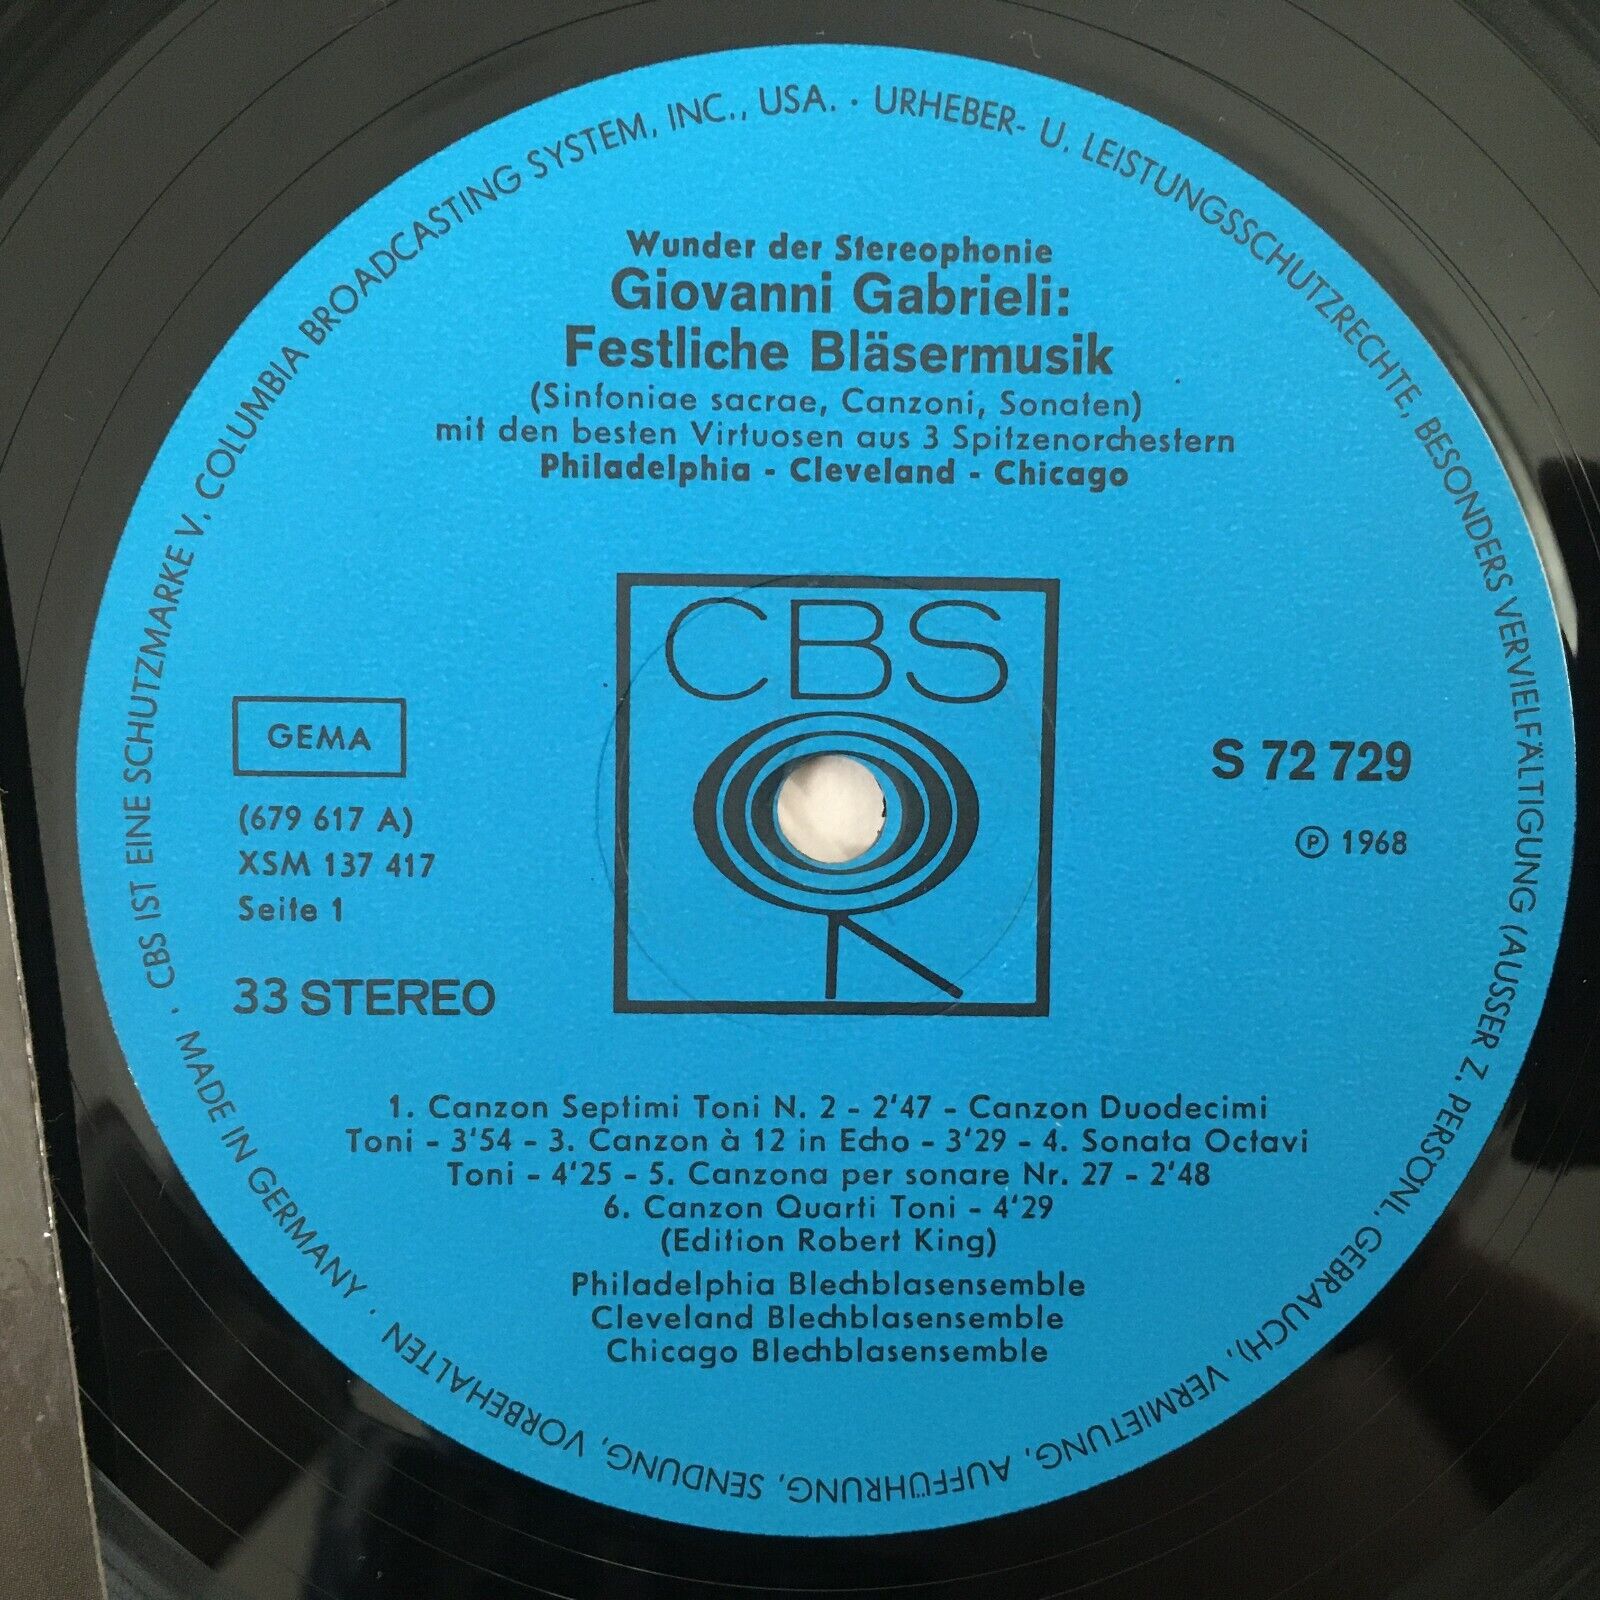 CBS IST EINE SCHUTZMARKE V. COLUMBIA BROADCASTING SYSTEM, INC., USA. · URHEBER- U. LEISTUNGSSCHUTZRECHTE, BESONDERS VERVIELFÄLTIGUNG (AUSSER Z. PERSÖNL. GEBRAUCH), VERMIETUNG, AUFFÜHRUNG, SENDUNG, VORBEHALTEN · MADE IN GERMANY ·
Wunder der Stereophonie
Giovanni Gabrieli:
Festliche Bläsermusik
(Sinfoniae sacrae, Canzoni, Sonaten)
mit den besten Virtuosen aus 3 Spitzenorchestern
Philadelphia - Cleveland - Chicago
CBS
GEMA
(679 617 A)
XSM 137 417
Seite 1
33 STEREO
S 72 729
Ⓟ 1968
1. Canzon Septimi Toni N. 2 - 2'47 - Canzon Duodecimi
Toni - 3'54 - 3. Canzon à 12 in Echo - 3'29 - 4. Sonata Octavi
Toni - 4'25 - 5. Canzona per sonare Nr. 27 - 2'48
6. Canzon Quarti Toni - 4'29
(Edition Robert King)
Philadelphia Blechblasensemble
Cleveland Blechblasensemble
Chicago Blechblasensemble